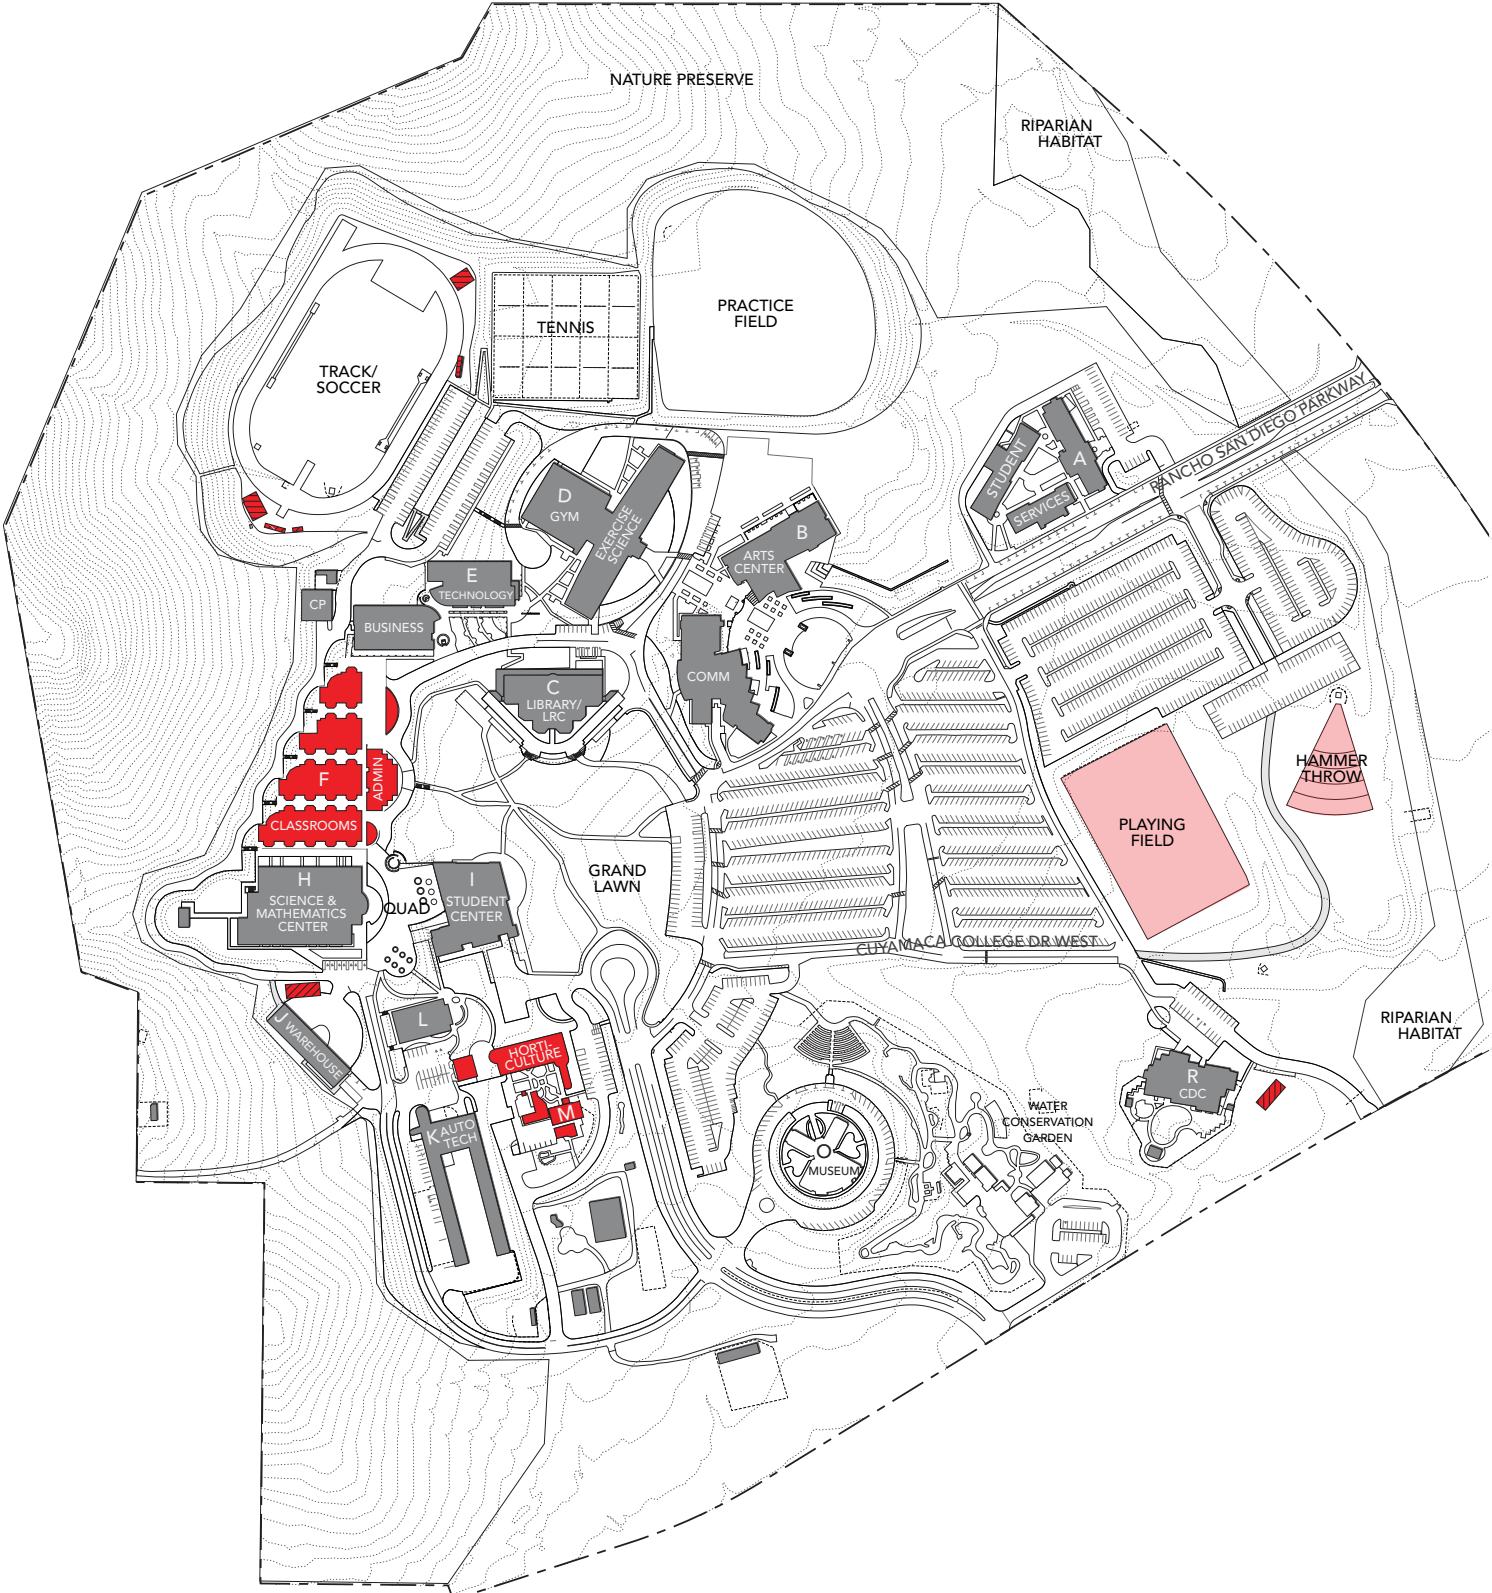 NATURE PRESERVE
RIPARIAN
HABITAT
PRACTICE
FIELD
TENNIS
TRACK/
SOCCER
RANCHO SAN DIEGO PARKWAY
STUDENT
A
SERVICES
D
GYM
EXERCISE
SCIENCE
B
ARTS
CENTER
E
TECHNOLOGY
CP
BUSINESS
COMM
C
LIBRARY/
LRC
F
ADMIN
CLASSROOMS
HAMMER
THROW
PLAYING
FIELD
GRAND
LAWN
H
SCIENCE &
MATHEMATICS
CENTER
QUAD
I
STUDENT
CENTER
CUYAMACA COLLEGE DR WEST
J WAREHOUSE
L
HORTI-
CULTURE
M
K AUTO
TECH
MUSEUM
WATER
CONSERVATION
GARDEN
R
CDC
RIPARIAN
HABITAT